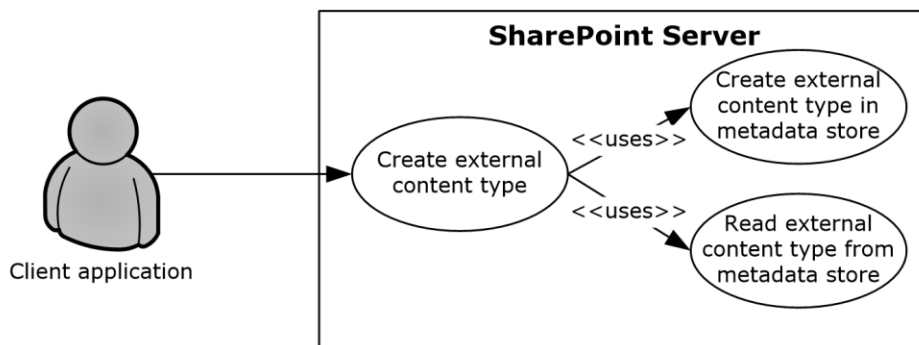 SharePoint Server
Create external
content type in
metadata store
<<uses>>
Create external
content type
<<uses>>
Read external
content type from
metadata store
Client application